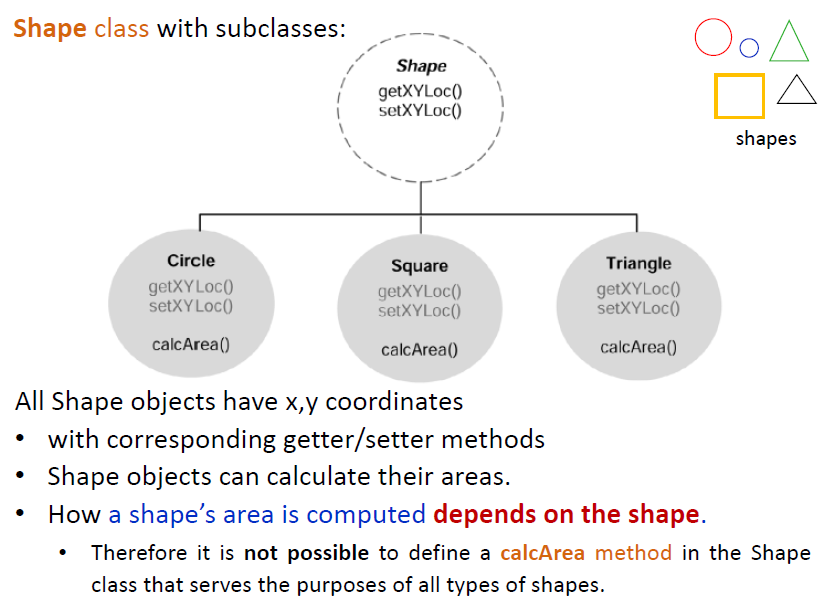 Shape class with subclasses:
Shape
getXYLoc()
setXYLoc()
shapes
Circle
getXYLoc()
setXYLoc()
calcArea()
Square
getXYLoc()
setXYLoc()
calcArea()
Triangle
getXYLoc()
setXYLoc()
calcArea()
All Shape objects have x,y coordinates
• with corresponding getter/setter methods
• Shape objects can calculate their areas.
• How a shape’s area is computed depends on the shape.
• Therefore it is not possible to define a calcArea method in the Shape
class that serves the purposes of all types of shapes.